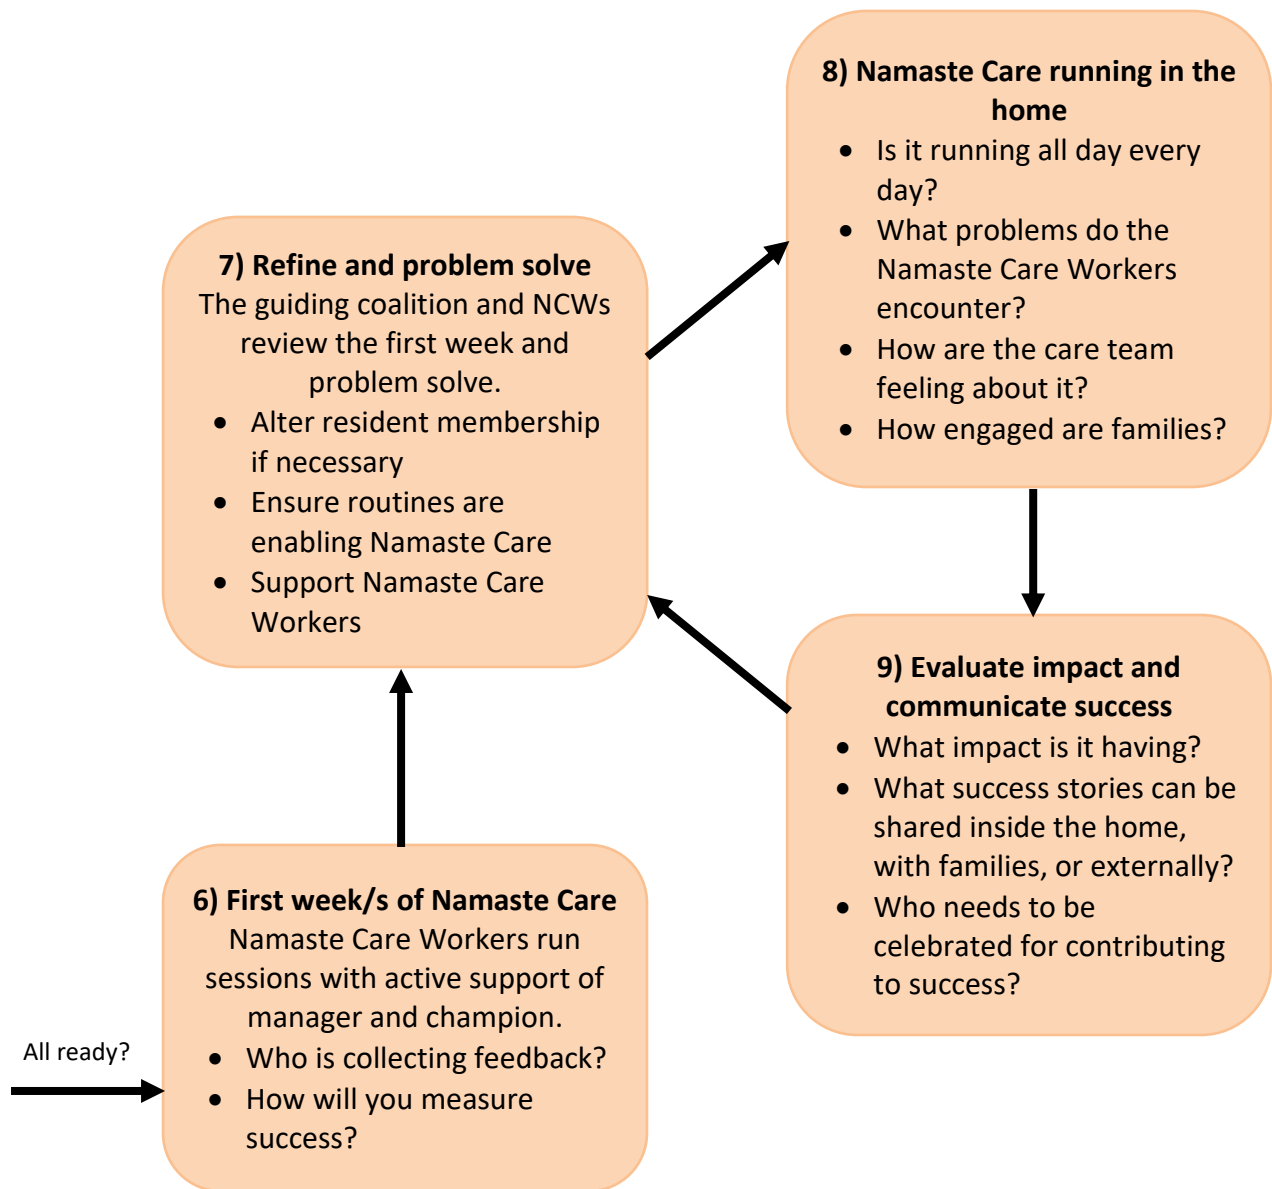 8) Namaste Care running in the
home
• Is it running all day every
day?
• What problems do the
Namaste Care Workers
encounter?
• How are the care team
feeling about it?
• How engaged are families?
7) Refine and problem solve
The guiding coalition and NCWs
review the first week and
problem solve.
• Alter resident membership
if necessary
• Ensure routines are
enabling Namaste Care
• Support Namaste Care
Workers
9) Evaluate impact and
communicate success
• What impact is it having?
• What success stories can be
shared inside the home,
with families, or externally?
• Who needs to be
celebrated for contributing
to success?
6) First week/s of Namaste Care
Namaste Care Workers run
sessions with active support of
manager and champion.
• Who is collecting feedback?
• How will you measure
success?
All ready?